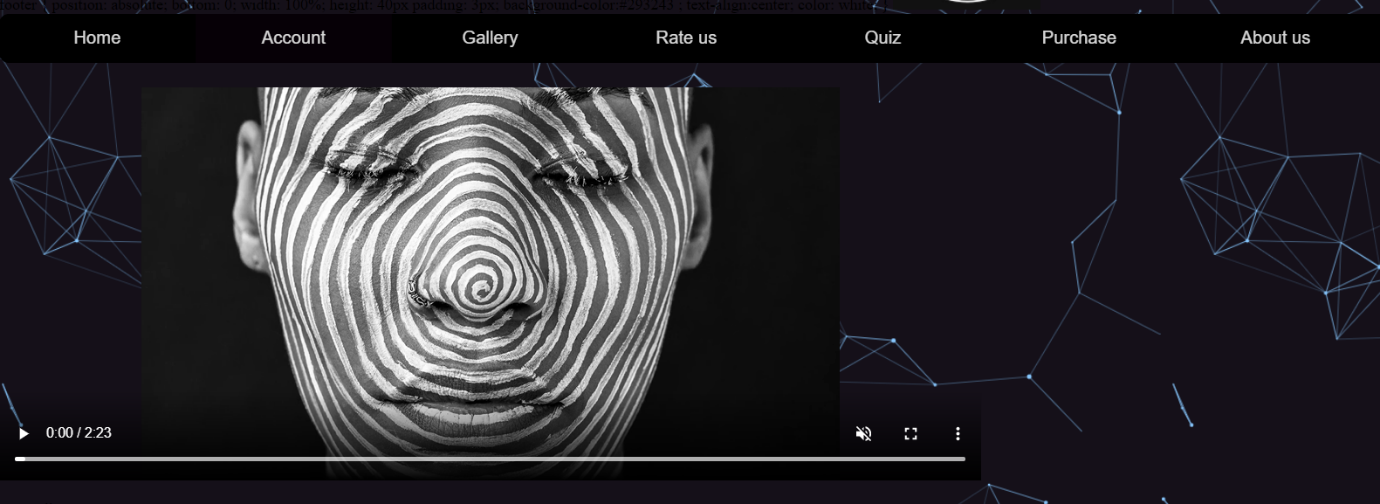 footer { position: absolute; bottom: 0; width: 100%; height: 40px padding: 3px; background-color:#293243 ; text-align:center; color: white; }
Home Account Gallery Rate us Quiz Purchase About us
0:00 / 2:23